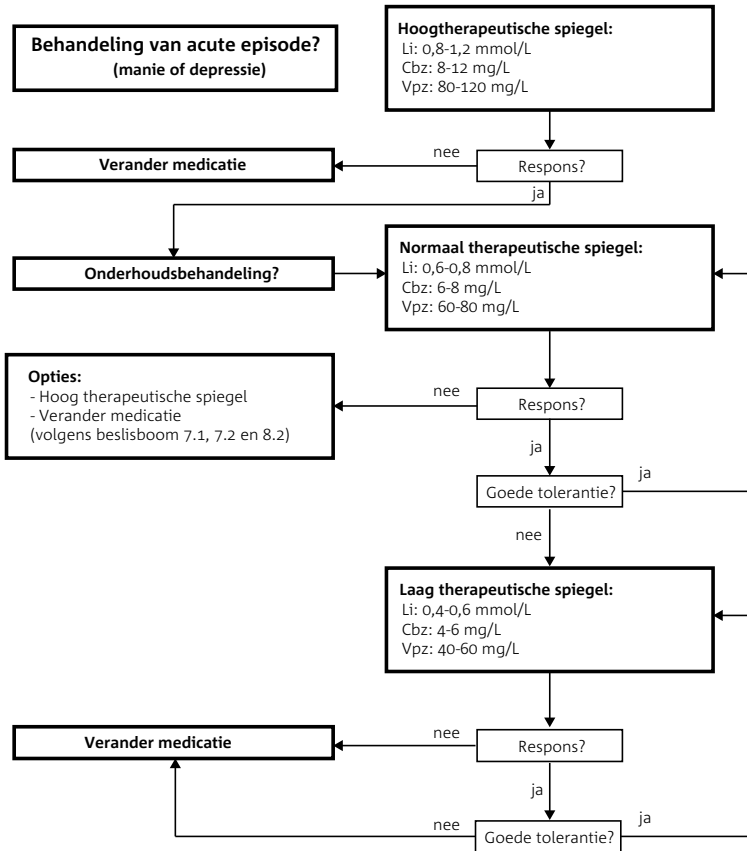 Behandeling van acute episode?
(manie of depressie)
Hoogtherapeutische spiegel:
Li: 0,8-1,2 mmol/L
Cbz: 8-12 mg/L
Vpz: 80-120 mg/L
nee
Verander medicatie
Respons?
ja
Onderhoudsbehandeling?
Normaal therapeutische spiegel:
Li: 0,6-0,8 mmol/L
Cbz: 6-8 mg/L
Vpz: 60-80 mg/L
Opties:
- Hoog therapeutische spiegel
- Verander medicatie
(volgens beslisboom 7.1, 7.2 en 8.2)
nee
Respons?
ja
Goede tolerantie?
ja
nee
Laag therapeutische spiegel:
Li: 0,4-0,6 mmol/L
Cbz: 4-6 mg/L
Vpz: 40-60 mg/L
Verander medicatie
nee
Respons?
ja
nee
Goede tolerantie?
ja